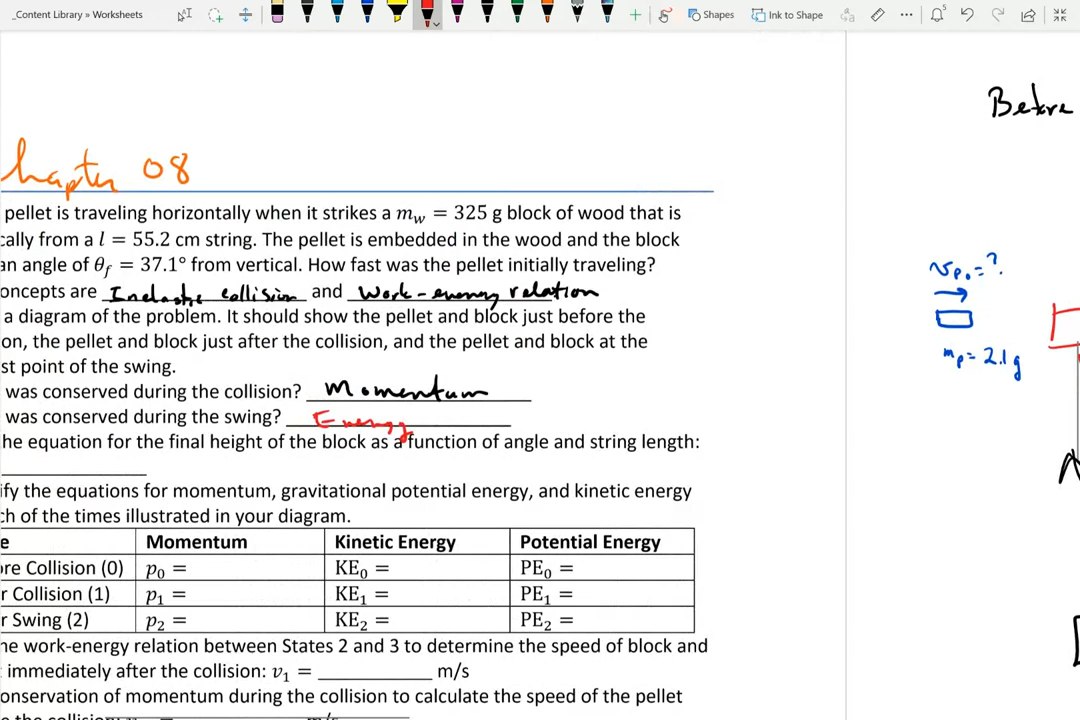 _Content Library » Worksheets
Shapes
Ink to Shape
5
Before
hapter 08
pellet is traveling horizontally when it strikes a m_w = 325 g block of wood that is
cally from a l = 55.2 cm string. The pellet is embedded in the wood and the block
an angle of θ_f = 37.1° from vertical. How fast was the pellet initially traveling?
oncepts are Inelastic collision and Work-energy relation
a diagram of the problem. It should show the pellet and block just before the
on, the pellet and block just after the collision, and the pellet and block at the
st point of the swing.
was conserved during the collision? Momentum
was conserved during the swing? Energy
he equation for the final height of the block as a function of angle and string length:
ify the equations for momentum, gravitational potential energy, and kinetic energy
ch of the times illustrated in your diagram.
e Momentum Kinetic Energy Potential Energy
re Collision (0) p₀ = KE₀ = PE₀ =
r Collision (1) p₁ = KE₁ = PE₁ =
r Swing (2) p₂ = KE₂ = PE₂ =
he work-energy relation between States 2 and 3 to determine the speed of block and
immediately after the collision: v₁ = ____________ m/s
onservation of momentum during the collision to calculate the speed of the pellet
v_p₀ = ?
m_p = 2.1 g